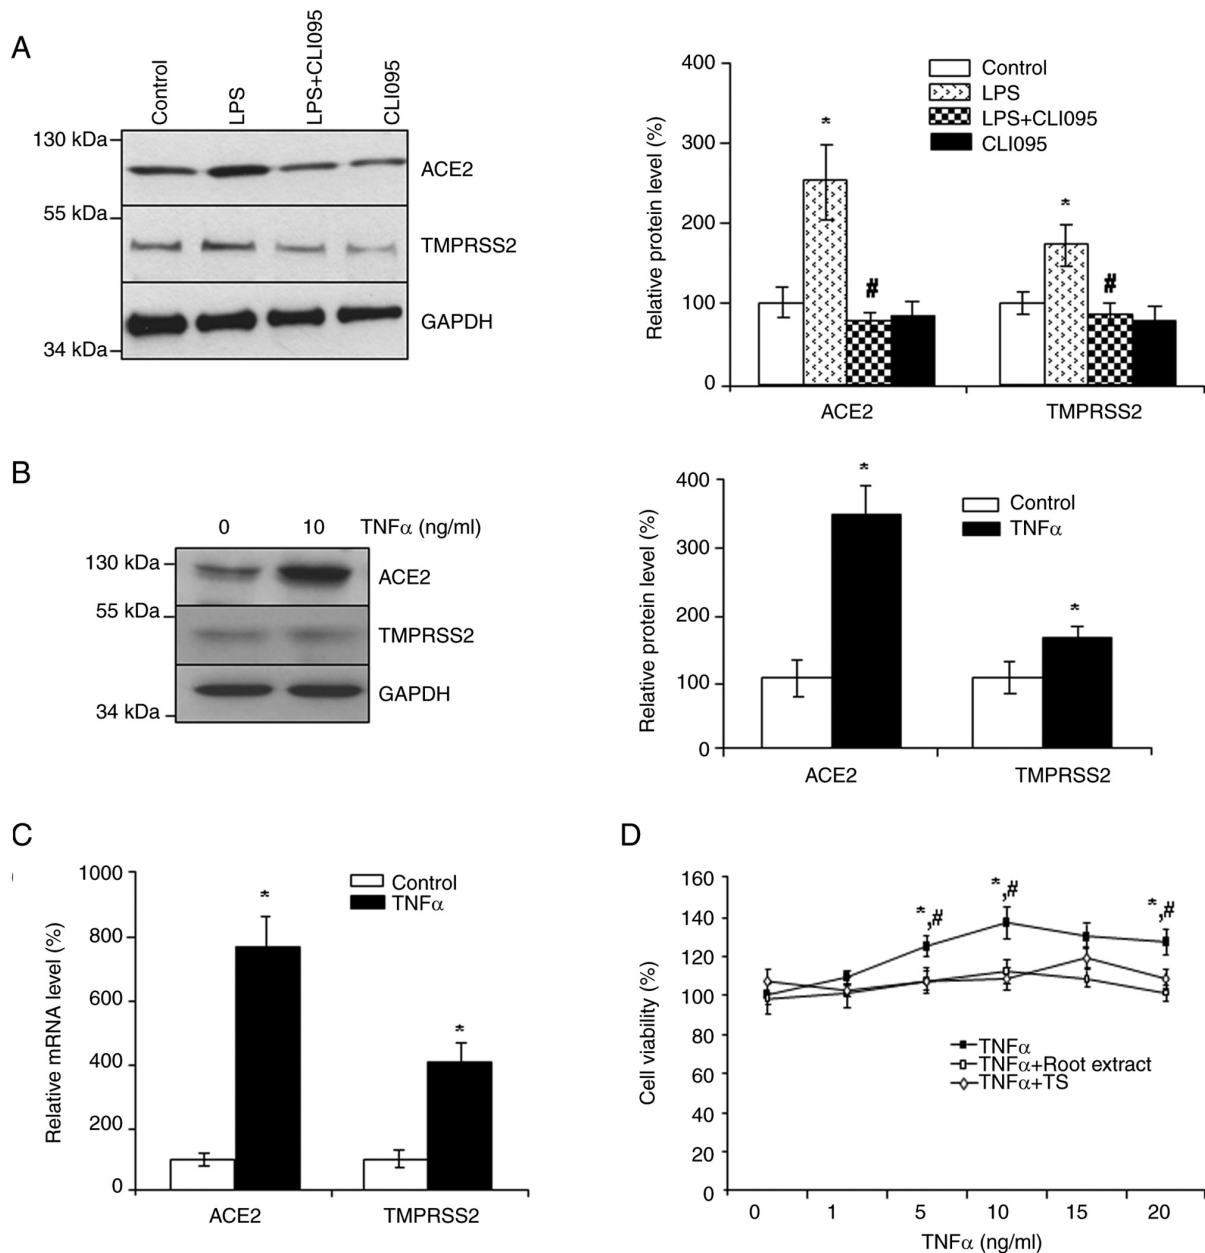 A
Control
LPS
LPS+CLI095
CLI095
130 kDa
ACE2
55 kDa
TMPRSS2
GAPDH
34 kDa
Relative protein level (%)
400
300
200
100
0
Control
LPS
LPS+CLI095
CLI095
*
#
*
#
ACE2
TMPRSS2
B
0
10
TNFα (ng/ml)
130 kDa
ACE2
55 kDa
TMPRSS2
GAPDH
34 kDa
Relative protein level (%)
400
300
200
100
0
Control
TNFα
*
*
ACE2
TMPRSS2
C
Relative mRNA level (%)
1000
800
600
400
200
0
Control
TNFα
*
*
ACE2
TMPRSS2
D
Cell viability (%)
160
140
120
100
80
60
40
20
0
*,#
*,#
*,#
TNFα
TNFα+Root extract
TNFα+TS
0
1
5
10
15
20
TNFα (ng/ml)